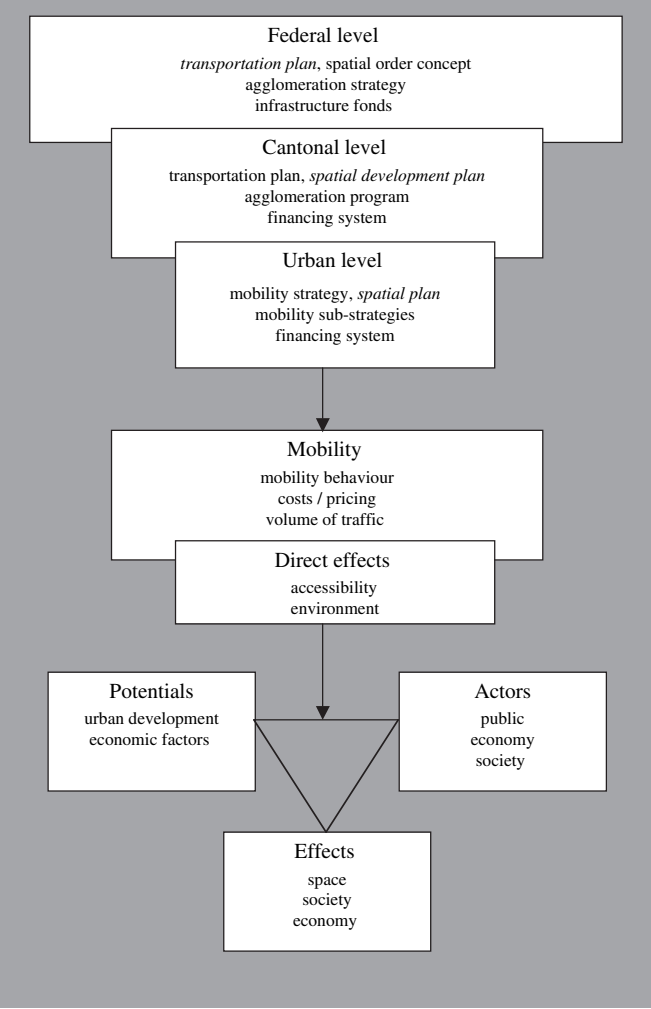 Federal level
transportation plan, spatial order concept
agglomeration strategy
infrastructure fonds
Cantonal level
transportation plan, spatial development plan
agglomeration program
financing system
Urban level
mobility strategy, spatial plan
mobility sub-strategies
financing system
Mobility
mobility behaviour
costs / pricing
volume of traffic
Direct effects
accessibility
environment
Potentials
urban development
economic factors
Actors
public
economy
society
Effects
space
society
economy